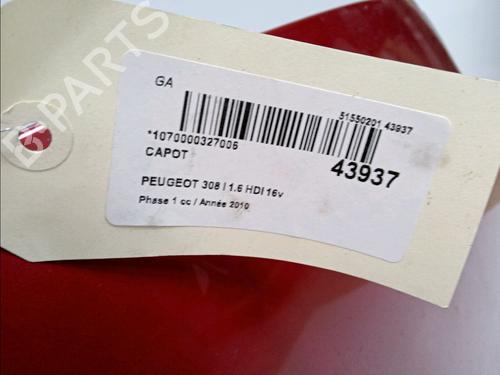 GA
51550201 43937
*1070000327006
CAPOT
43937
PEUGEOT 308 I 1.6 HDI 16v
Phase 1 cc / Année 2010
B-PARTS